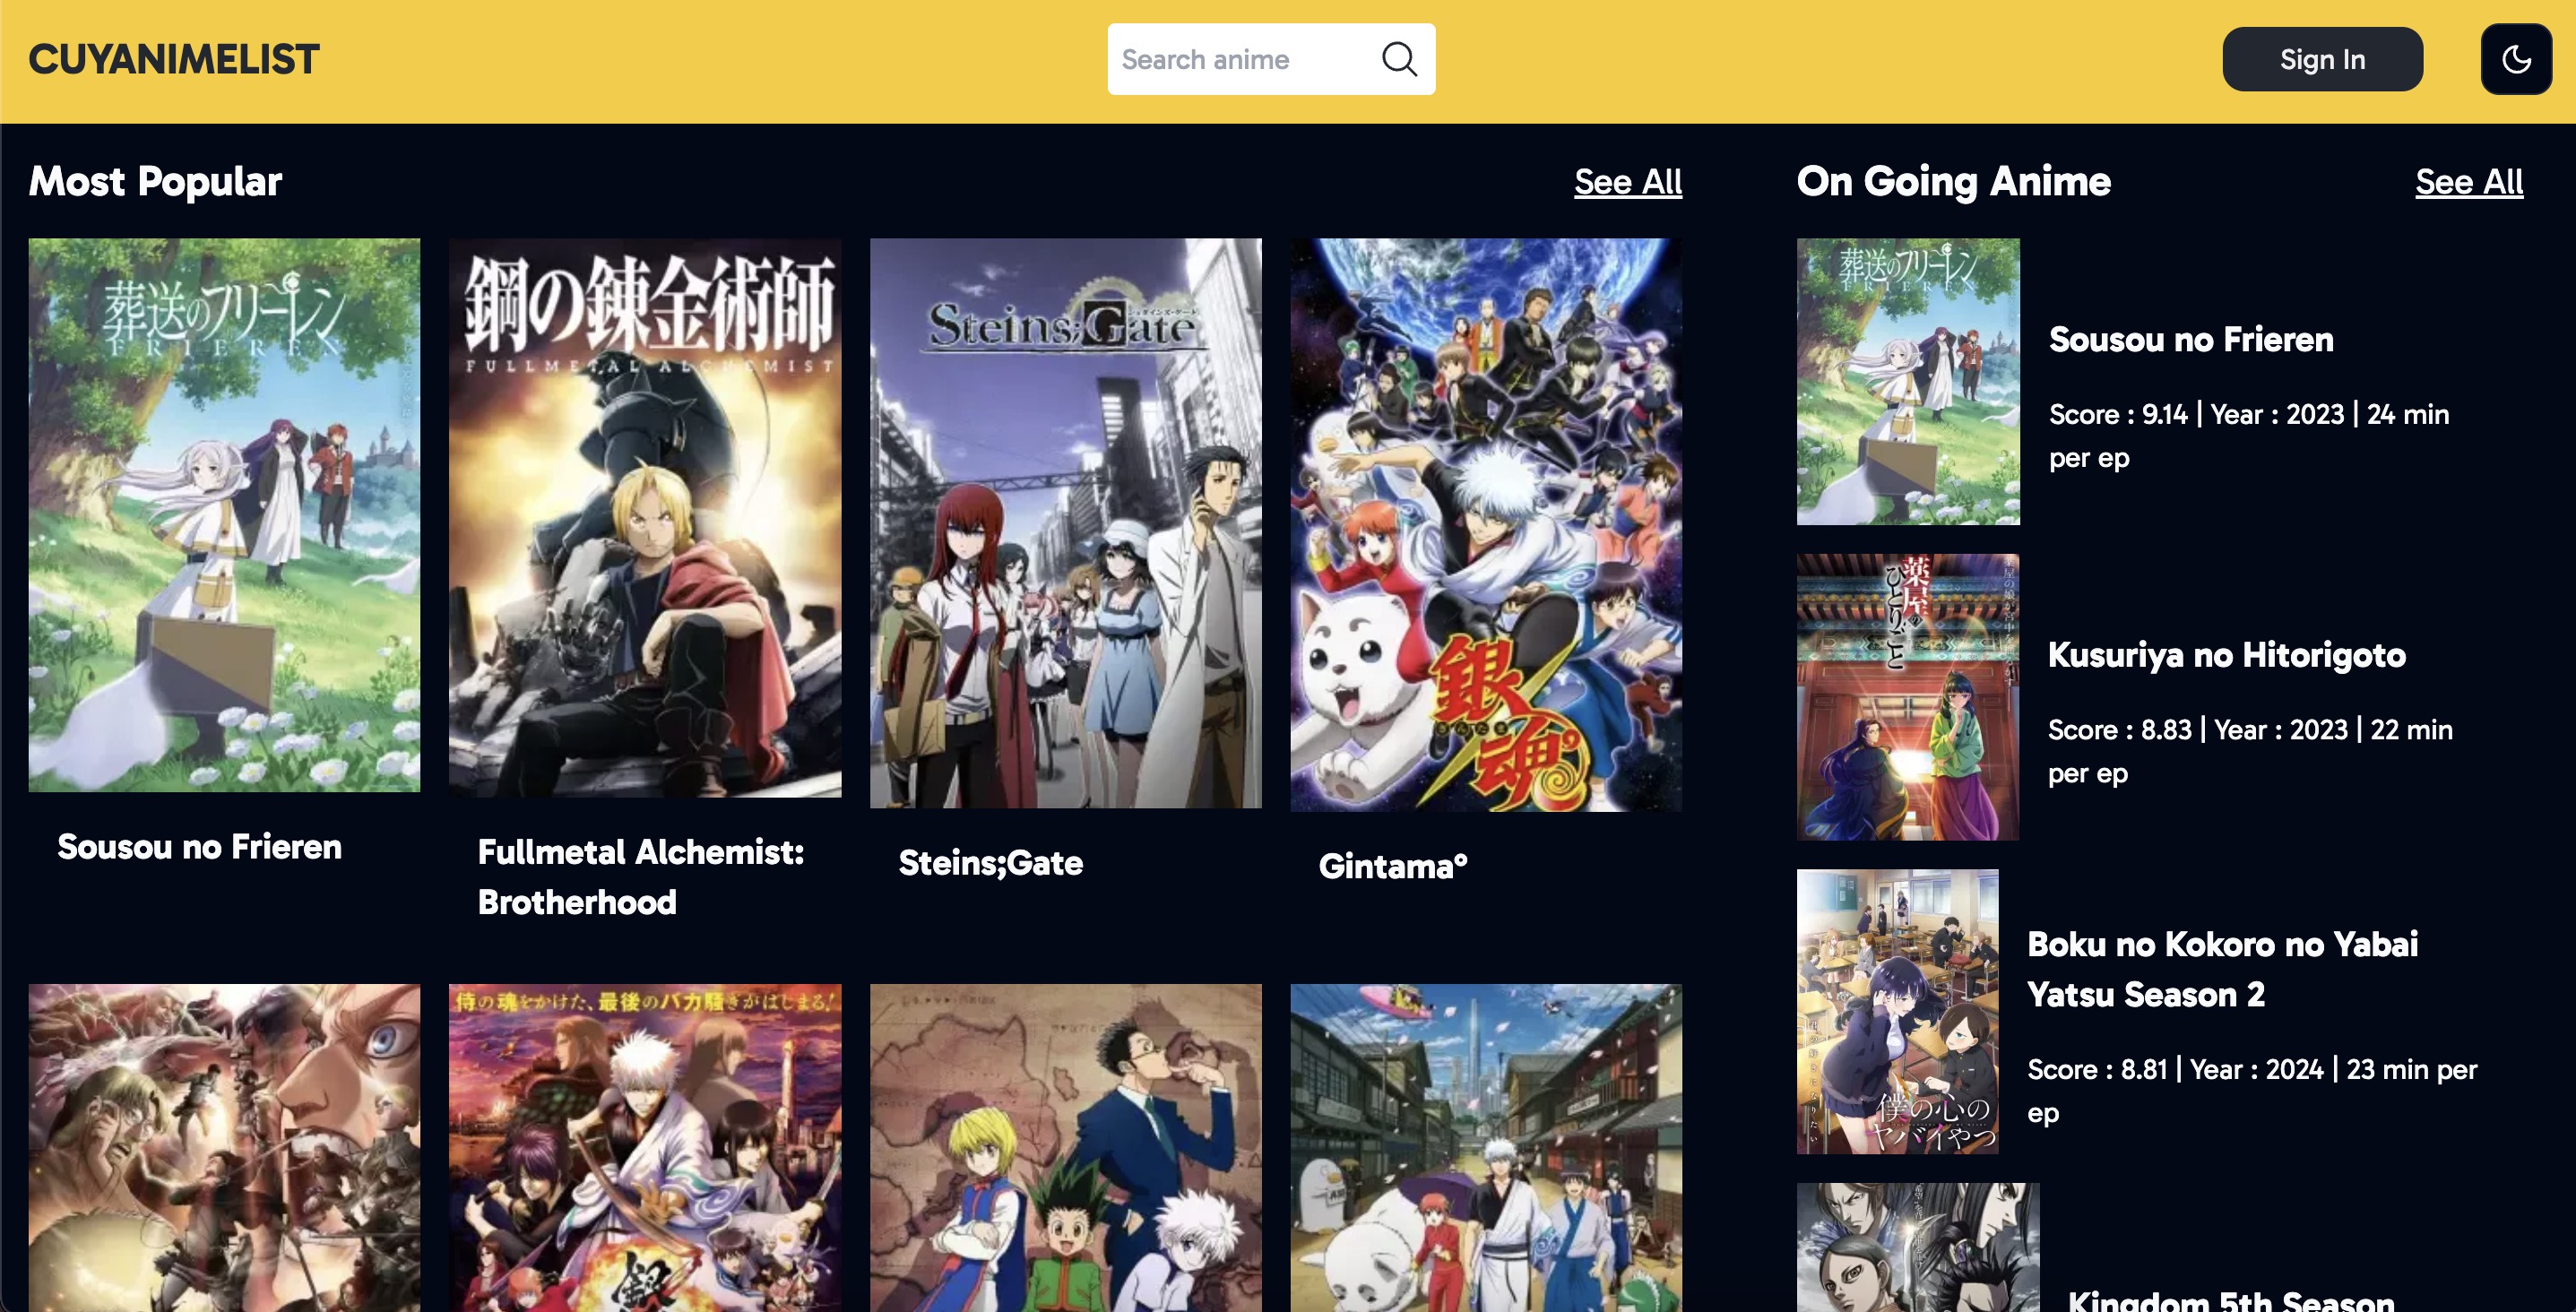 CUYANIMELIST
Search anime
Sign In
Most Popular
See All
葬送のフリーレン
FRIEREN
鋼の錬金術師
FULLMETAL ALCHEMIST
Steins;Gate
銀魂°
Sousou no Frieren
Fullmetal Alchemist:
Brotherhood
Steins;Gate
Gintama°
侍の魂をかけた、最後のバカ騒ぎがはじまる!
On Going Anime
See All
葬送のフリーレン
FRIEREN
Sousou no Frieren
Score : 9.14 | Year : 2023 | 24 min
per ep
薬屋の
ひとりごと
Kusuriya no Hitorigoto
Score : 8.83 | Year : 2023 | 22 min
per ep
僕の心の
ヤバイやつ
Boku no Kokoro no Yabai
Yatsu Season 2
Score : 8.81 | Year : 2024 | 23 min per
ep
Kingdom 5th Season